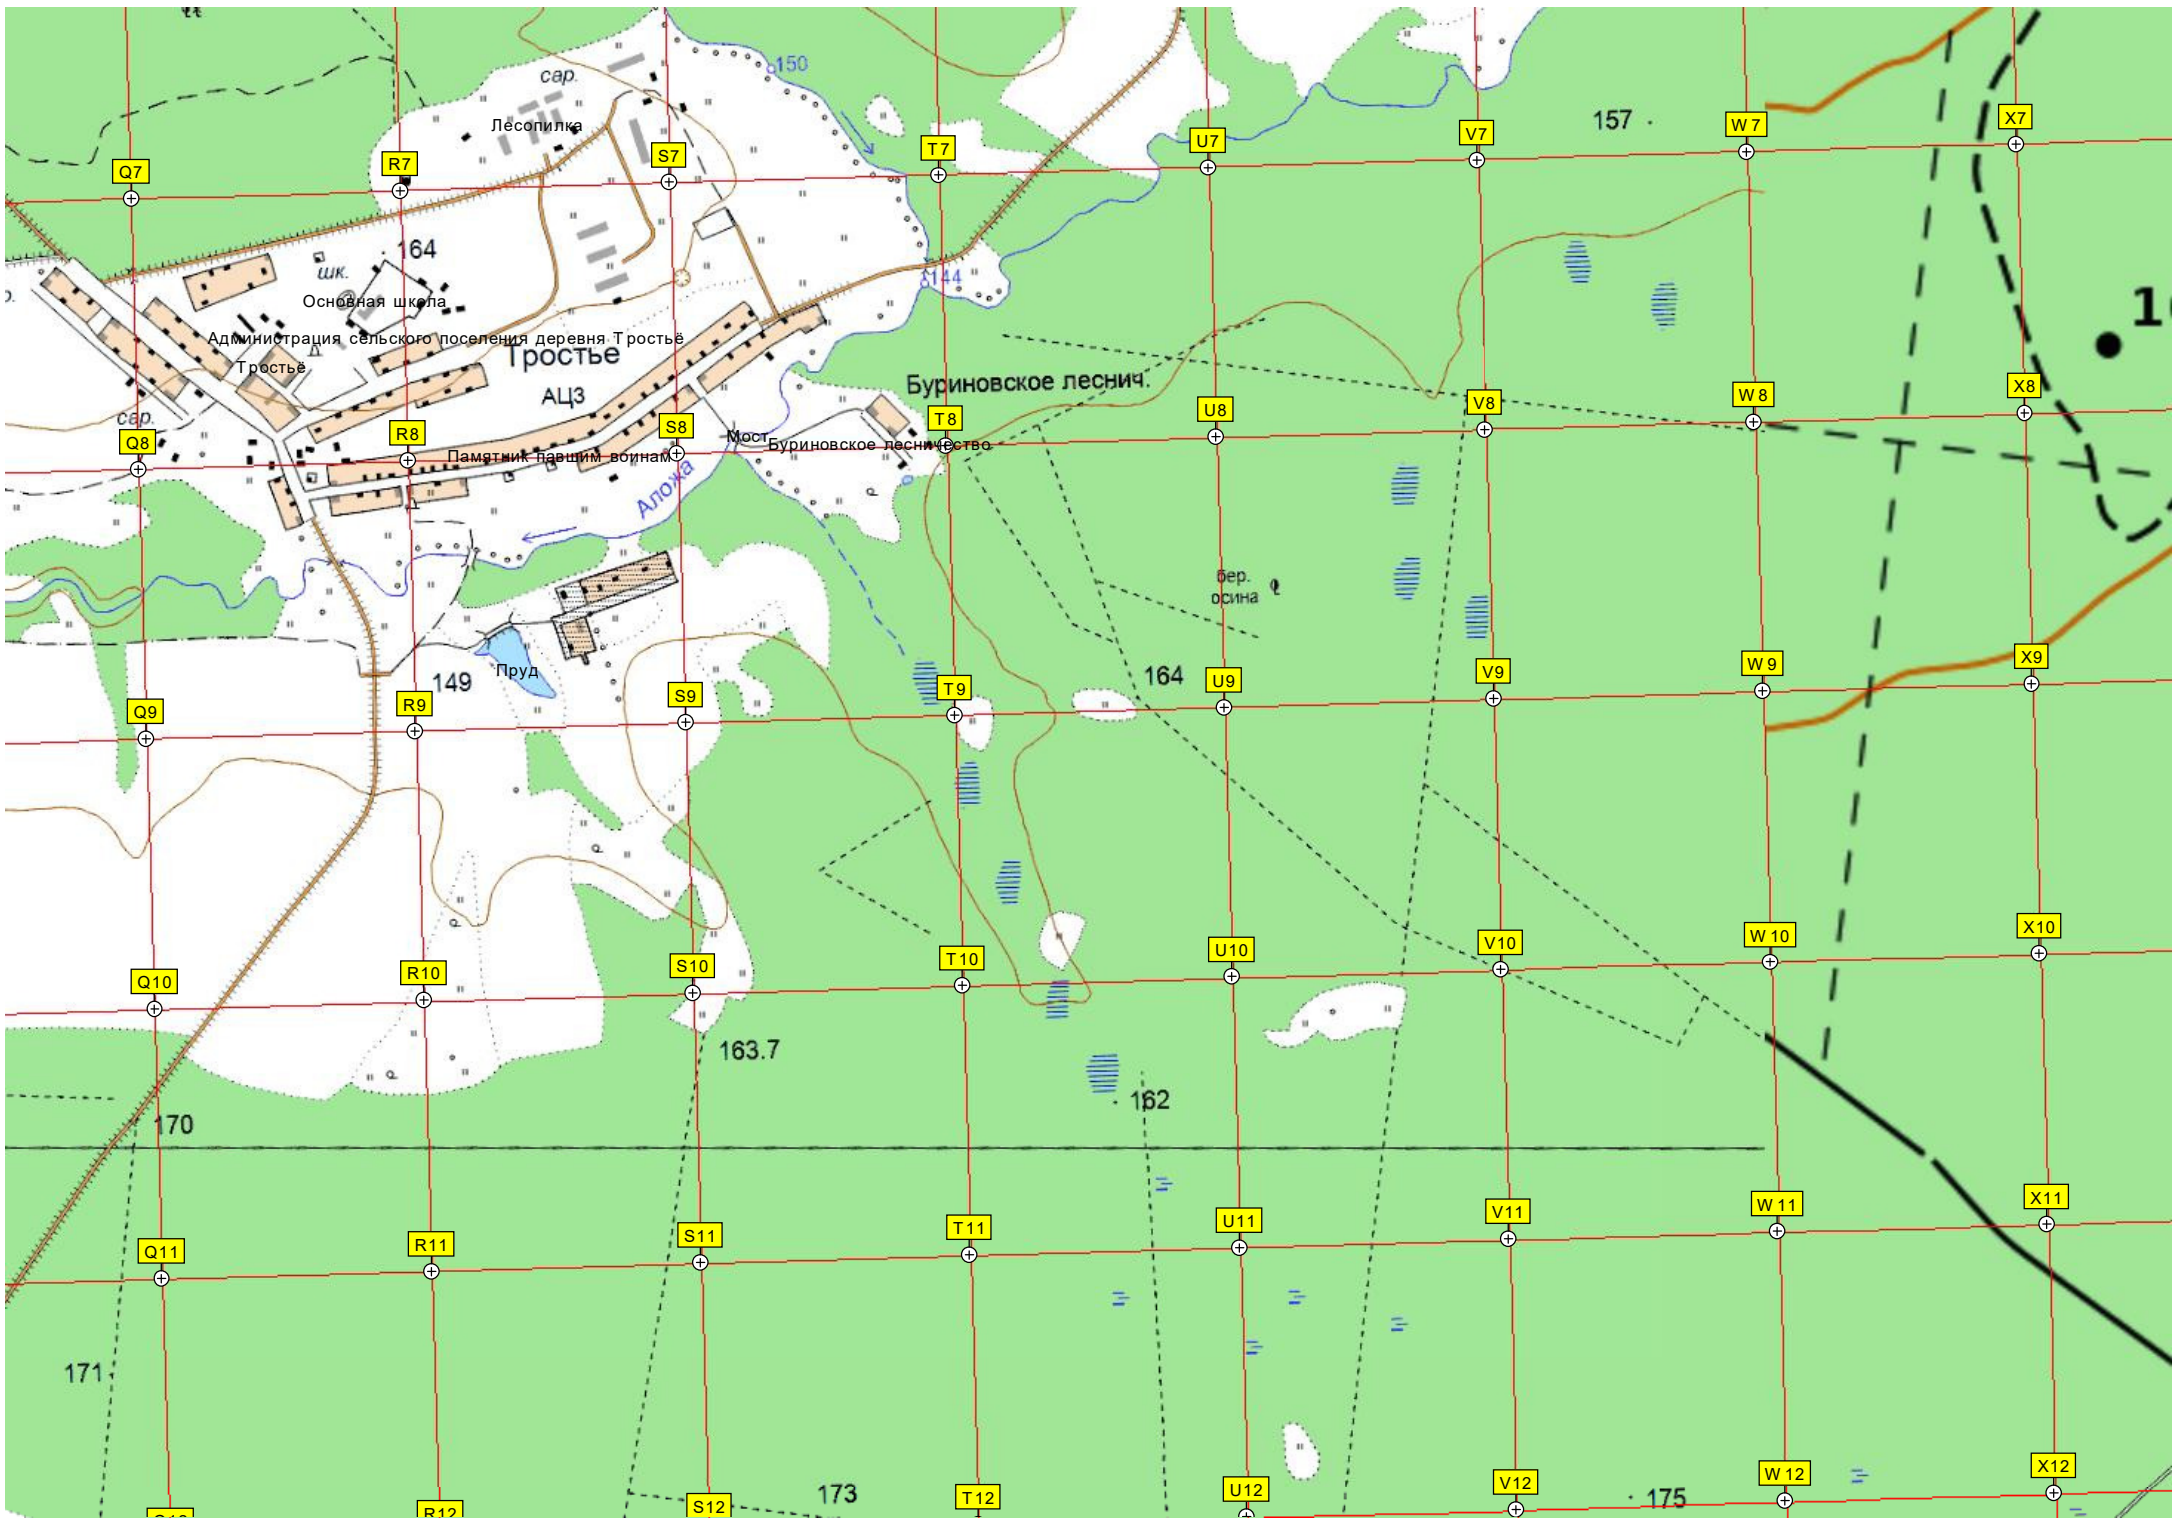 150
сар.
Лесопилка
157
Q7
R7
S7
T7
U7
V7
W7
X7
164
шк.
Основная школа
144
Администрация сельского поселения деревня Тростьё
Тростье
Тростьё
АЦЗ
Буриновское леснич.
сар.
Q8
R8
S8
T8
U8
V8
W8
X8
Мост
Буриновское лесничество
Памятник павшим воинам
Аложа
бер.
осина
Пруд
149
164
Q9
R9
S9
T9
U9
V9
W9
X9
Q10
R10
S10
T10
U10
V10
W10
X10
163.7
162
170
Q11
R11
S11
T11
U11
V11
W11
X11
171
173
175
R12
S12
T12
U12
V12
W12
X12